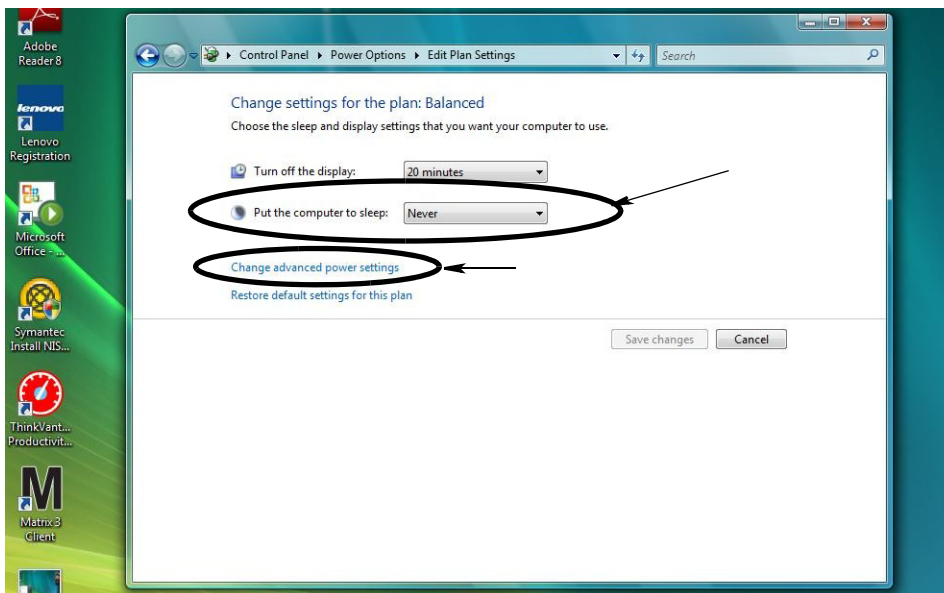 Adobe
Reader 8
lenovo
Lenovo
Registration
Microsoft
Office - ...
Symantec
Install NIS...
ThinkVant...
Productivit...
M
Matrix 3
Client
Control Panel Power Options Edit Plan Settings
Search
Change settings for the plan: Balanced
Choose the sleep and display settings that you want your computer to use.
Turn off the display: 20 minutes
Put the computer to sleep: Never
Change advanced power settings
Restore default settings for this plan
Save changes Cancel